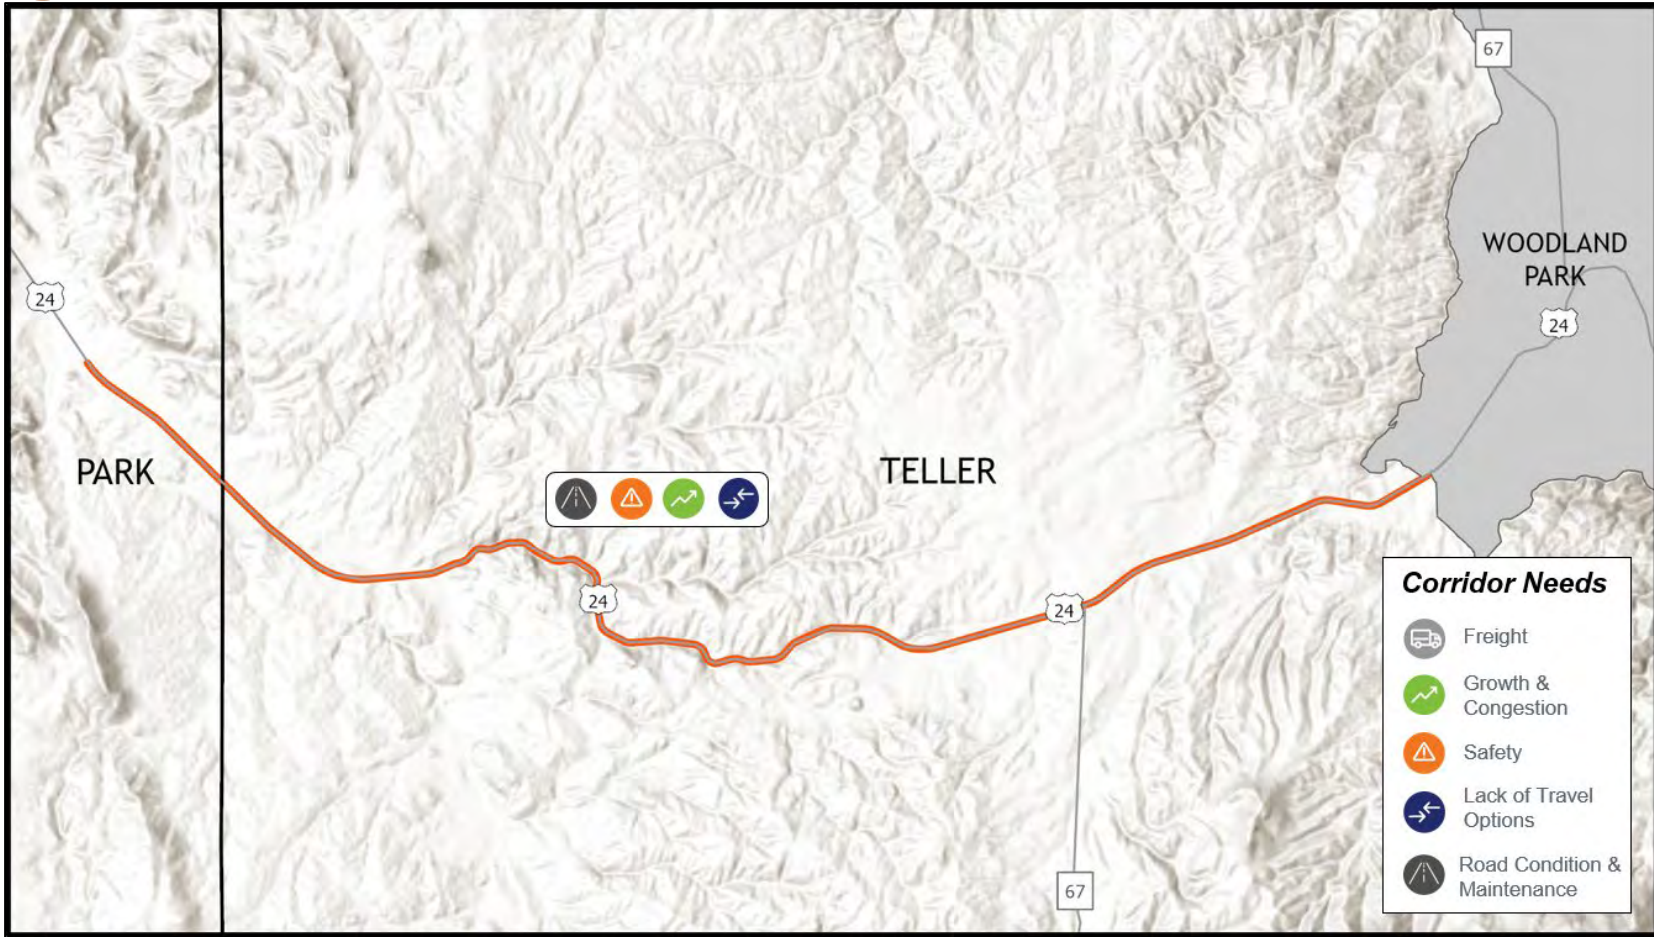 67
WOODLAND
PARK
24
24
PARK
TELLER
24
24
67
Corridor Needs
Freight
Growth &
Congestion
Safety
Lack of Travel
Options
Road Condition &
Maintenance